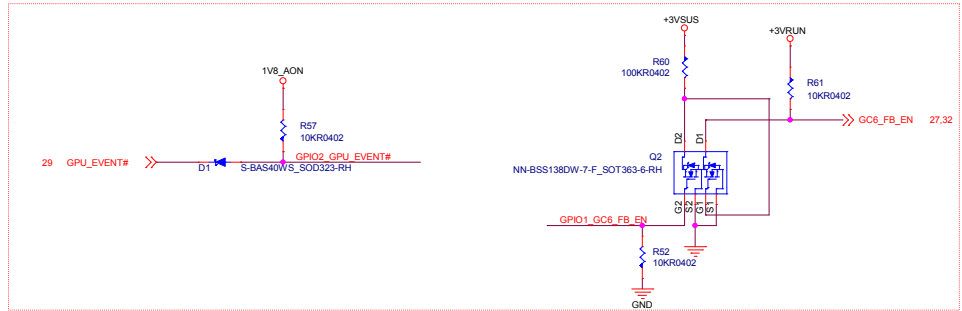 +3VSUS
+3VRUN
R60
100KR0402
1V8_AON
R61
10KR0402
R57
10KR0402
GC6_FB_EN 27,32
D2
D1
29 GPU_EVENT#
GPIO2_GPU_EVENT#
D1
S-BAS40WS_SOD323-RH
Q2
NN-BSS138DW-7-F_SOT363-6-RH
G2
S2
G1
S1
GPIO1_GC6_FB_EN
R52
10KR0402
GND